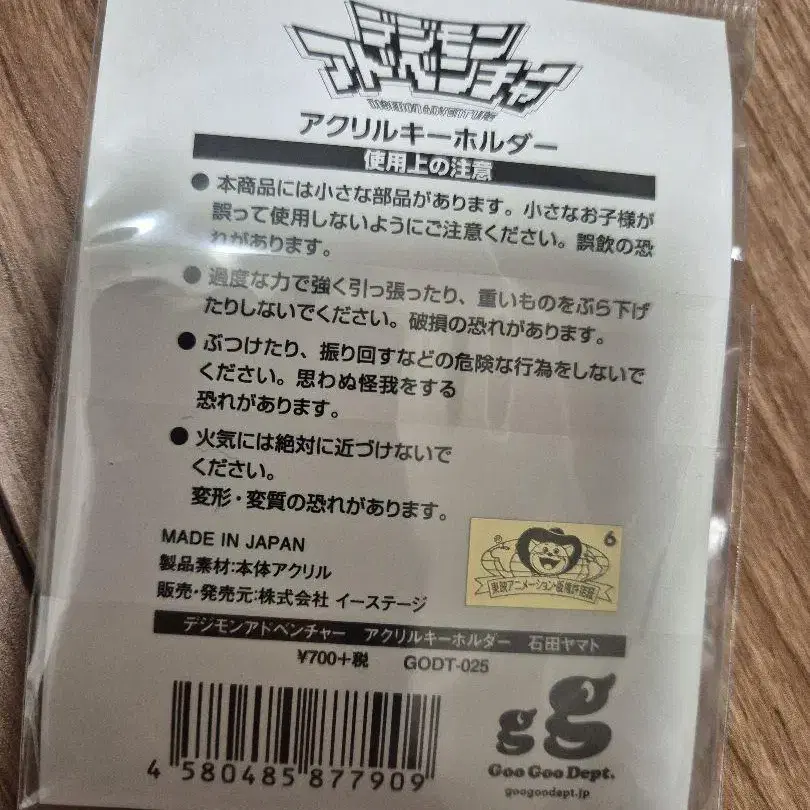 デジモン
アドベンチャー
DIGIMON ADVENTURE
アクリルキーホルダー
使用上の注意
● 本商品には小さな部品があります。小さなお子様が
誤って使用しないようにご注意ください。誤飲の恐
れがあります。
● 過度な力で強く引っ張ったり、重いものをぶら下げ
たりしないでください。破損の恐れがあります。
● ぶつけたり、振り回すなどの危険な行為をしないで
ください。思わぬ怪我をする
恐れがあります。
● 火気には絶対に近づけないで
ください。
変形・変質の恐れがあります。
MADE IN JAPAN
製品素材:本体アクリル
販売・発売元:株式会社 イーステージ
® 6
東映アニメーション・版権許諾証
デジモンアドベンチャー アクリルキーホルダー 石田ヤマト
¥700+税 GODT-025
4 580485 877909
gg
Goo Goo Dept.
googoodept.jp